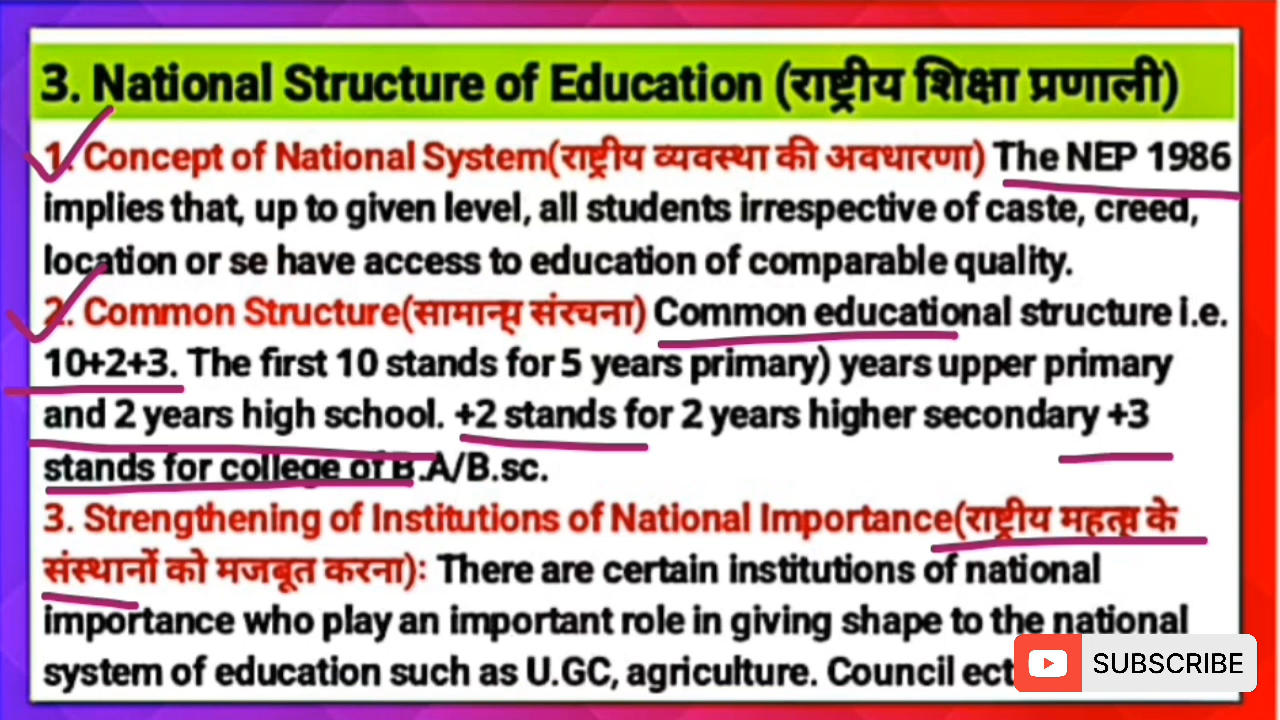 3. National Structure of Education (राष्ट्रीय शिक्षा प्रणाली)
1. Concept of National System(राष्ट्रीय व्यवस्था की अवधारणा) The NEP 1986
implies that, up to given level, all students irrespective of caste, creed,
location or se have access to education of comparable quality.
2. Common Structure(सामान्य संरचना) Common educational structure i.e.
10+2+3. The first 10 stands for 5 years primary) years upper primary
and 2 years high school. +2 stands for 2 years higher secondary +3
stands for college of B.A/B.sc.
3. Strengthening of Institutions of National Importance(राष्ट्रीय महत्व के
संस्थानों को मजबूत करना): There are certain institutions of national
importance who play an important role in giving shape to the national
system of education such as U.GC, agriculture. Council ect
SUBSCRIBE